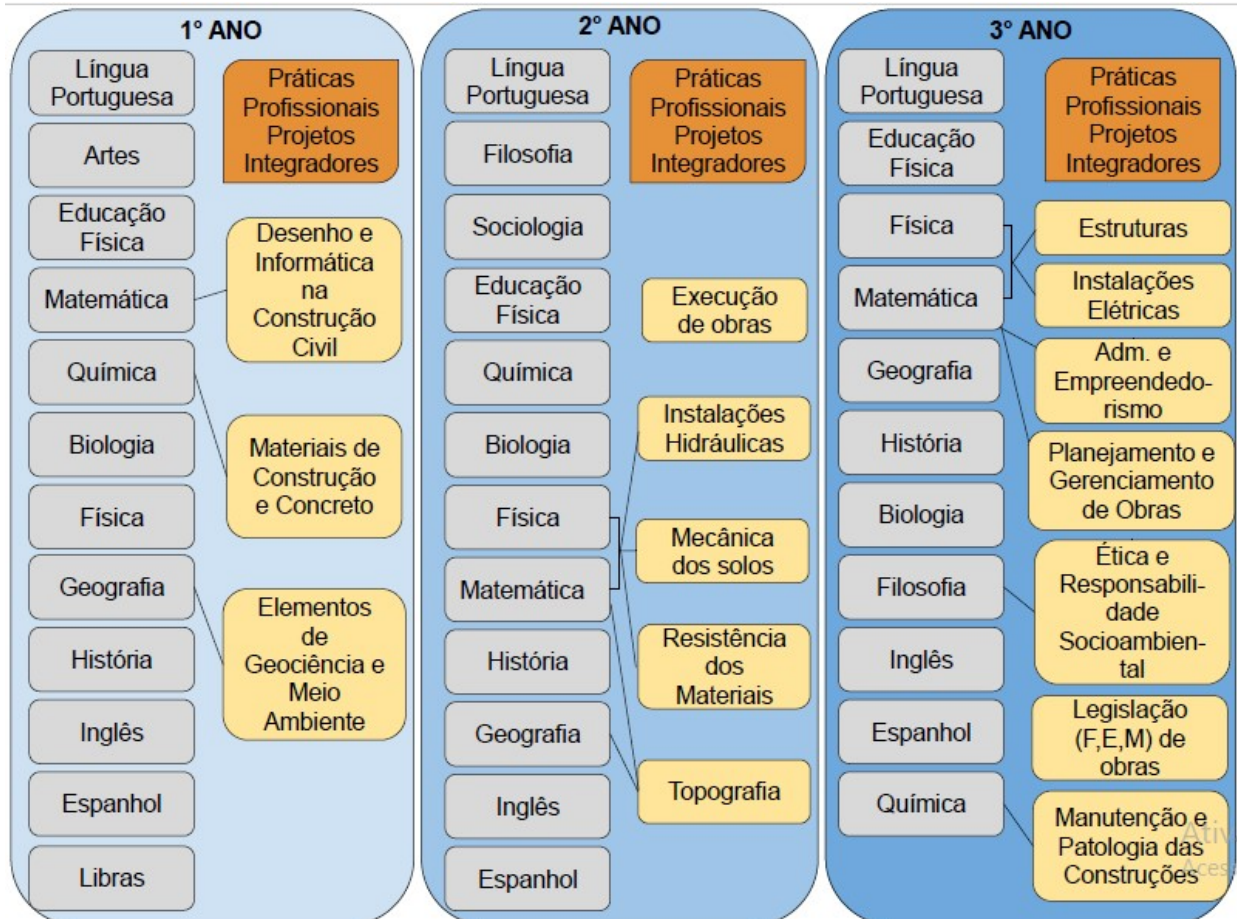 1° ANO
Língua
Portuguesa
Artes
Educação
Física
Matemática
Química
Biologia
Física
Geografia
História
Inglês
Espanhol
Libras
Práticas
Profissionais
Projetos
Integradores
Desenho e
Informática
na
Construção
Civil
Materiais de
Construção
e Concreto
Elementos
de
Geociência e
Meio
Ambiente
2° ANO
Língua
Portuguesa
Filosofia
Sociologia
Educação
Física
Química
Biologia
Física
Matemática
História
Geografia
Inglês
Espanhol
Práticas
Profissionais
Projetos
Integradores
Execução
de obras
Instalações
Hidráulicas
Mecânica
dos solos
Resistência
dos
Materiais
Topografia
3° ANO
Língua
Portuguesa
Educação
Física
Física
Matemática
Geografia
História
Biologia
Filosofia
Inglês
Espanhol
Química
Práticas
Profissionais
Projetos
Integradores
Estruturas
Instalações
Elétricas
Adm. e
Empreendedo-
rismo
Planejamento e
Gerenciamento
de Obras
Ética e
Responsabili-
dade
Socioambien-
tal
Legislação
(F,E,M) de
obras
Manutenção e
Patologia das
Construções
Ativ
Aces